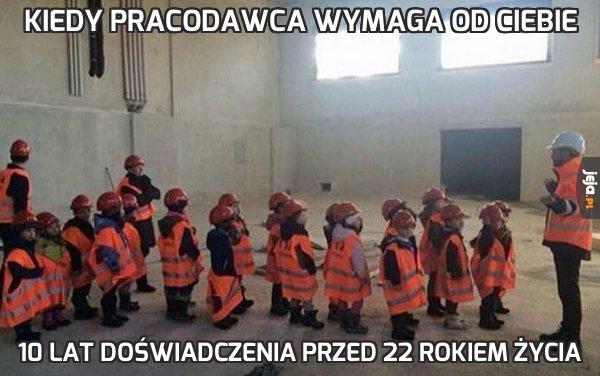 KIEDY PRACODAWCA WYMAGA OD CIEBIE
jeja.pl
10 LAT DOŚWIADCZENIA PRZED 22 ROKIEM ŻYCIA